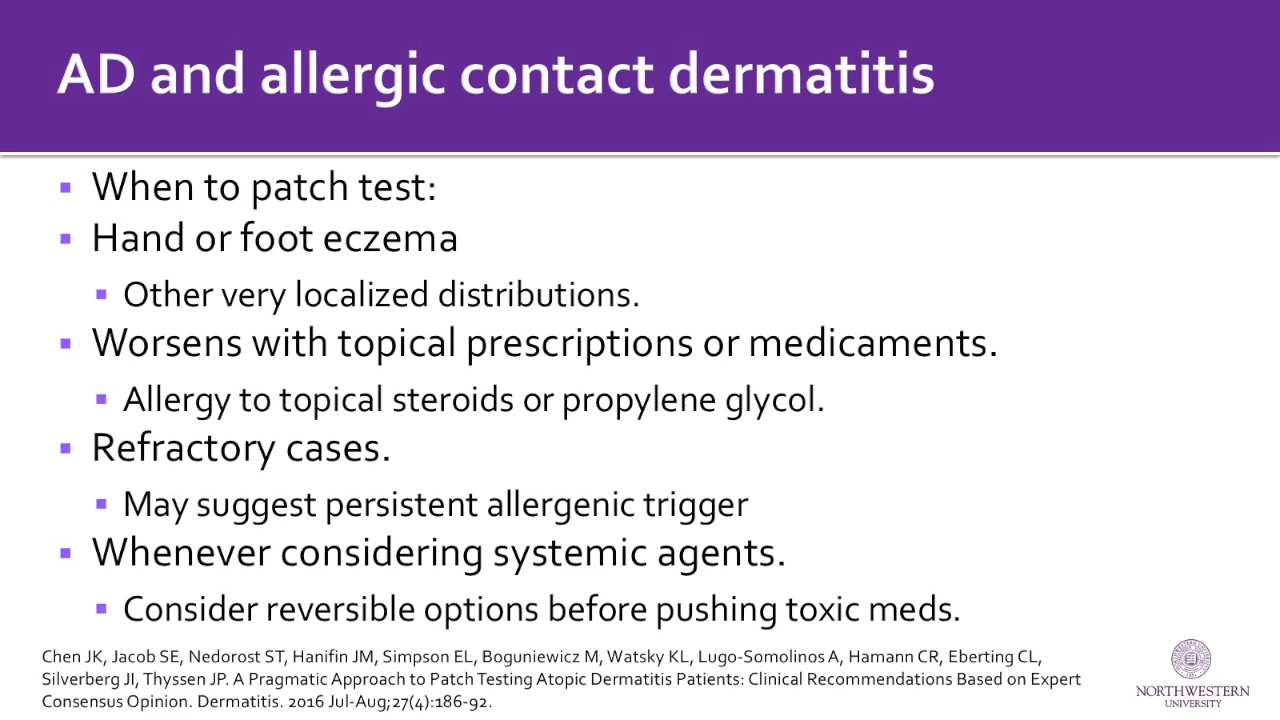 AD and allergic contact dermatitis
▪ When to patch test:
▪ Hand or foot eczema
▪ Other very localized distributions.
▪ Worsens with topical prescriptions or medicaments.
▪ Allergy to topical steroids or propylene glycol.
▪ Refractory cases.
▪ May suggest persistent allergenic trigger
▪ Whenever considering systemic agents.
▪ Consider reversible options before pushing toxic meds.
Chen JK, Jacob SE, Nedorost ST, Hanifin JM, Simpson EL, Boguniewicz M, Watsky KL, Lugo-Somolinos A, Hamann CR, Eberting CL,
Silverberg JI, Thyssen JP. A Pragmatic Approach to Patch Testing Atopic Dermatitis Patients: Clinical Recommendations Based on Expert
Consensus Opinion. Dermatitis. 2016 Jul-Aug;27(4):186-92.
NORTHWESTERN
UNIVERSITY